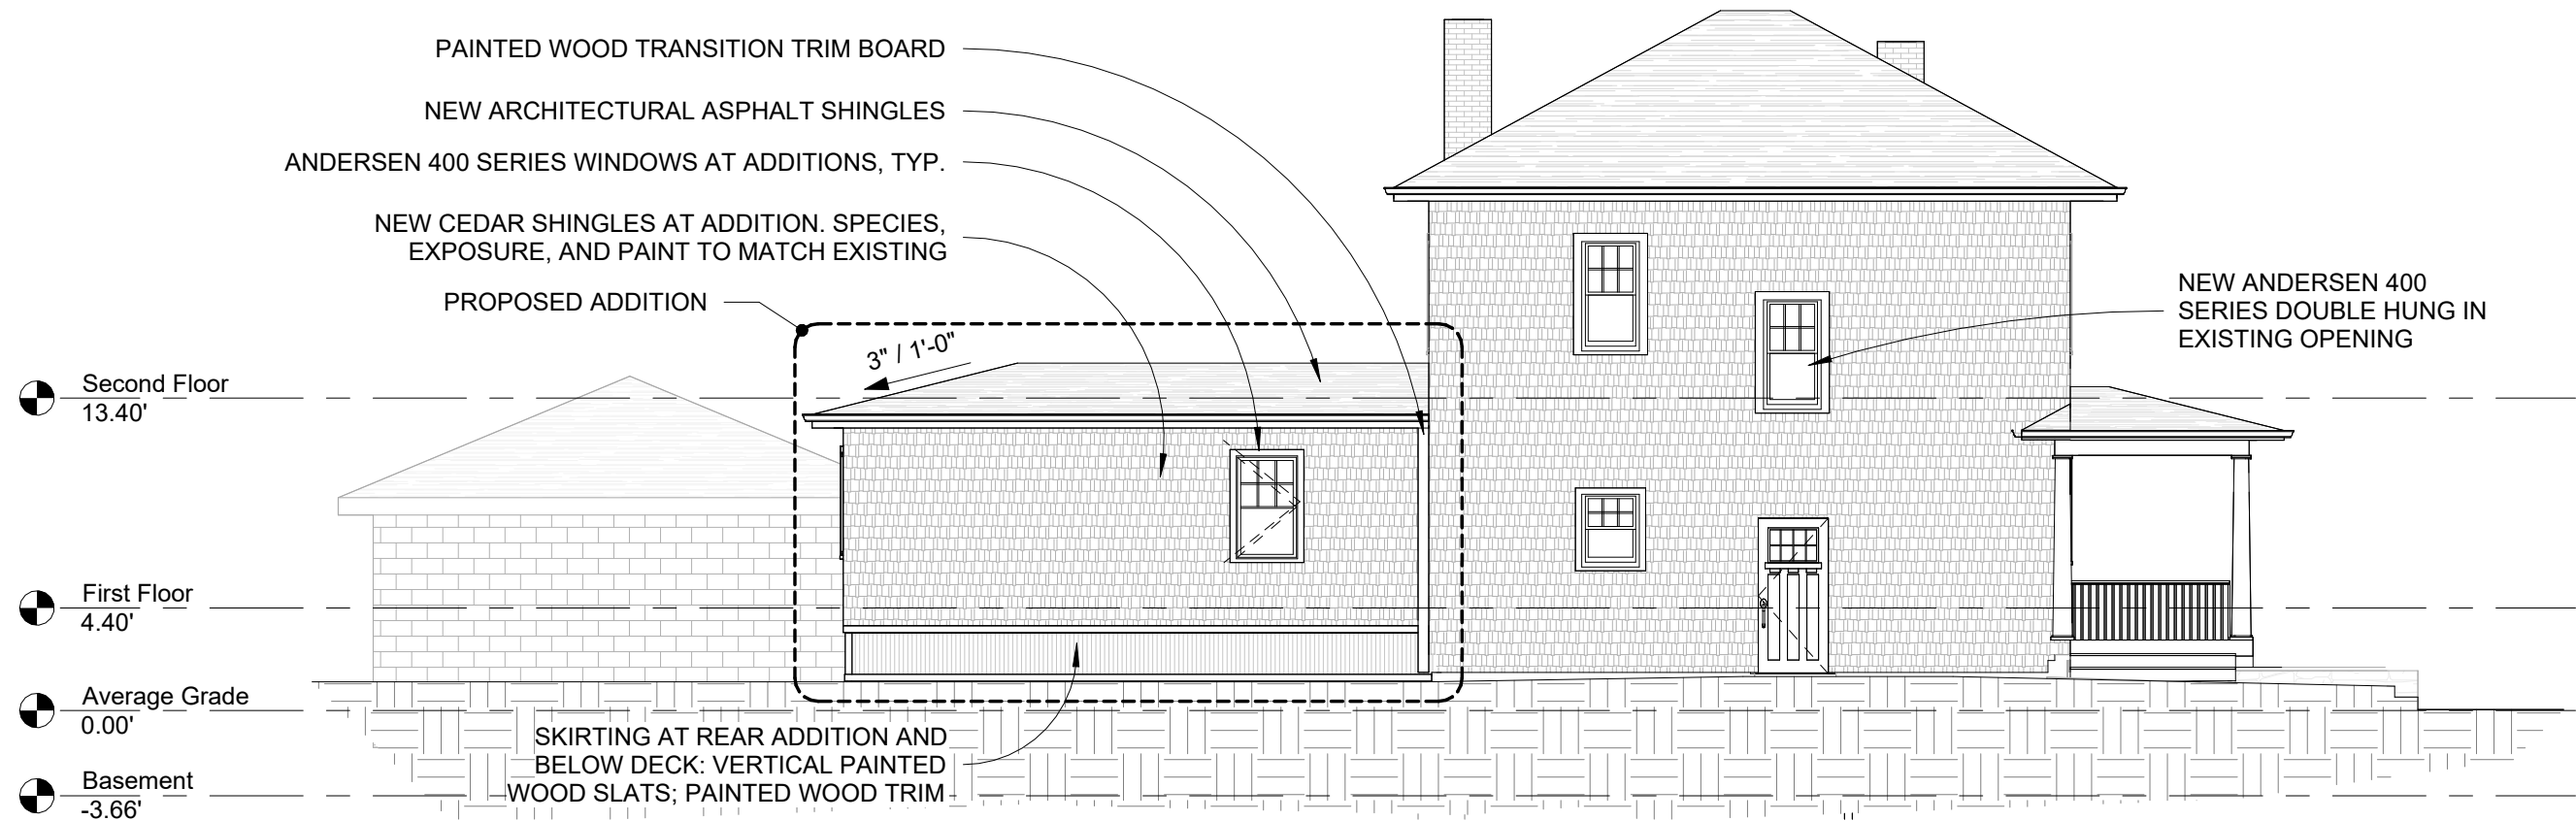 PAINTED WOOD TRANSITION TRIM BOARD
NEW ARCHITECTURAL ASPHALT SHINGLES
ANDERSEN 400 SERIES WINDOWS AT ADDITIONS, TYP.
NEW CEDAR SHINGLES AT ADDITION. SPECIES,
EXPOSURE, AND PAINT TO MATCH EXISTING
PROPOSED ADDITION
3" / 1'-0"
NEW ANDERSEN 400
SERIES DOUBLE HUNG IN
EXISTING OPENING
Second Floor
13.40'
First Floor
4.40'
Average Grade
0.00'
Basement
-3.66'
SKIRTING AT REAR ADDITION AND
BELOW DECK: VERTICAL PAINTED
WOOD SLATS; PAINTED WOOD TRIM